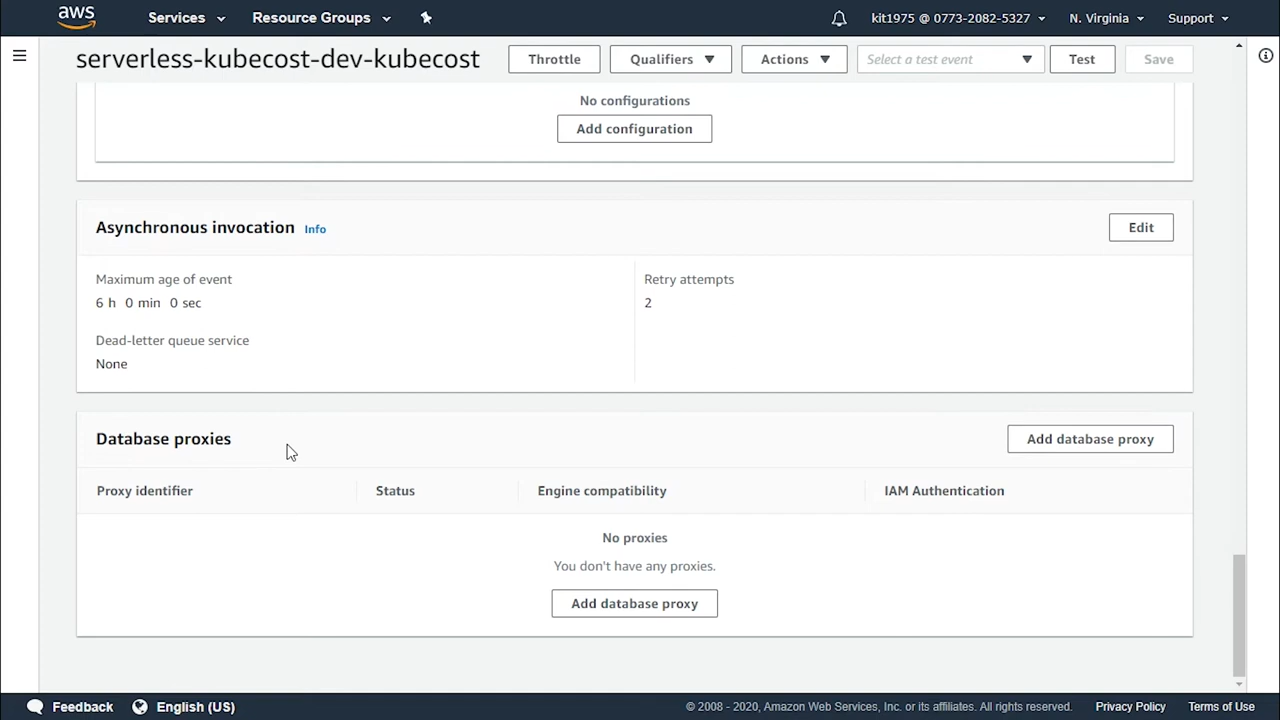 aws Services Resource Groups kit1975 @ 0773-2082-5327 N. Virginia Support
serverless-kubecost-dev-kubecost Throttle Qualifiers Actions Select a test event Test Save
No configurations
Add configuration
Asynchronous invocation Info Edit
Maximum age of event Retry attempts
6 h 0 min 0 sec 2
Dead-letter queue service
None
Database proxies Add database proxy
Proxy identifier Status Engine compatibility IAM Authentication
No proxies
You don't have any proxies.
Add database proxy
Feedback English (US) © 2008 - 2020, Amazon Web Services, Inc. or its affiliates. All rights reserved. Privacy Policy Terms of Use